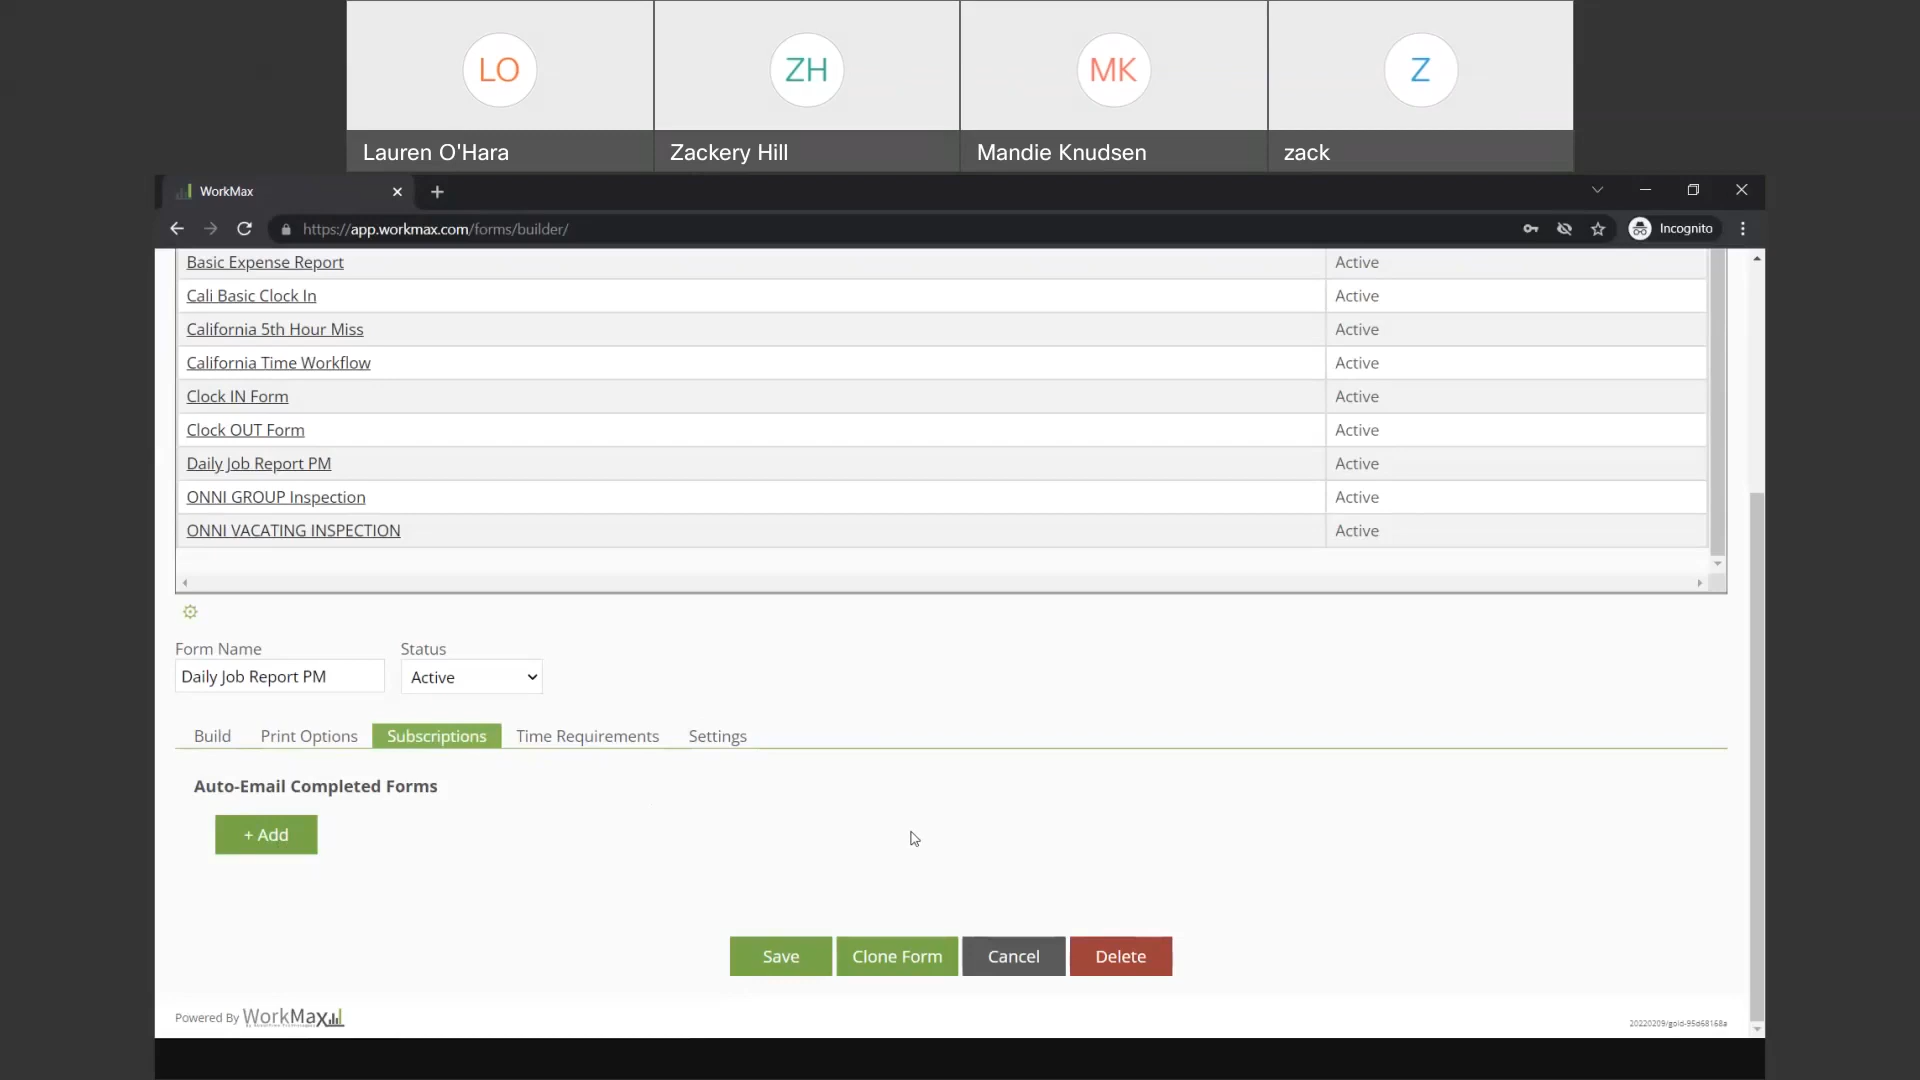 LO
ZH
MK
Z
Lauren O'Hara
Zackery Hill
Mandie Knudsen
zack
WorkMax
https://app.workmax.com/forms/builder/
Incognito
Basic Expense Report Active
Cali Basic Clock In Active
California 5th Hour Miss Active
California Time Workflow Active
Clock IN Form Active
Clock OUT Form Active
Daily Job Report PM Active
ONNI GROUP Inspection Active
ONNI VACATING INSPECTION Active
Form Name
Status
Daily Job Report PM
Active
Build Print Options Subscriptions Time Requirements Settings
Auto-Email Completed Forms
+ Add
Save Clone Form Cancel Delete
Powered By WorkMax
20220209/gold-95d68168a